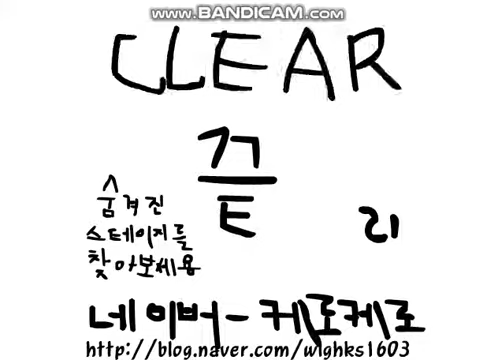 www.BANDICAM.com
CLEAR
끝
숨겨진
스테이지를
찾아보세용
리
네이버-케로케로
http://blog.naver.com/wlghks1603